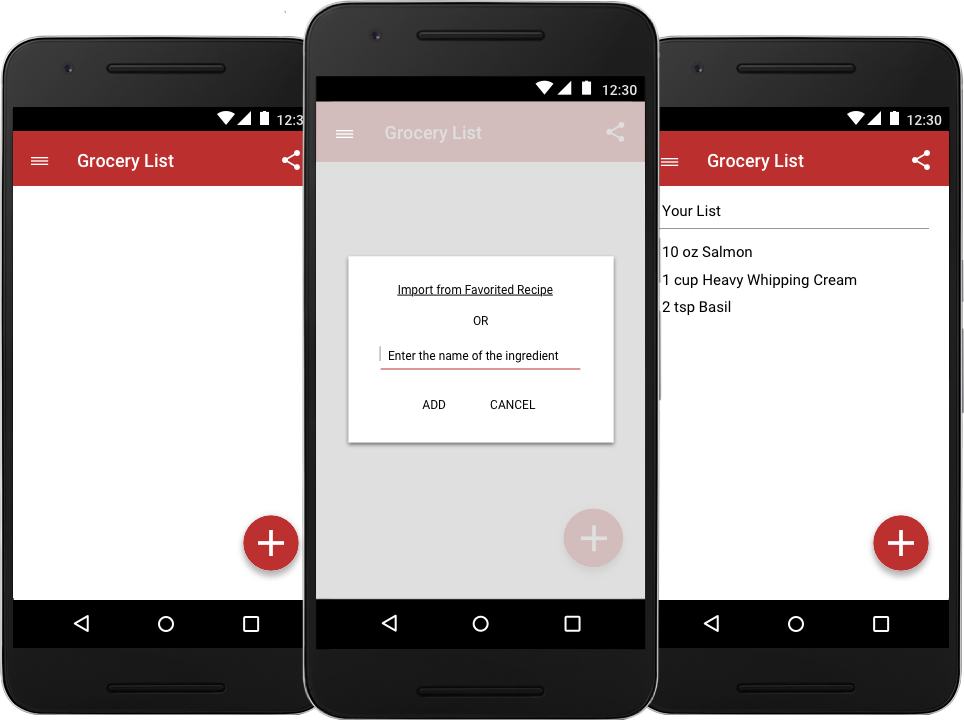 12:3
Grocery List
12:30
Grocery List
Import from Favorited Recipe
OR
Enter the name of the ingredient
ADD CANCEL
12:30
Grocery List
Your List
10 oz Salmon
1 cup Heavy Whipping Cream
2 tsp Basil